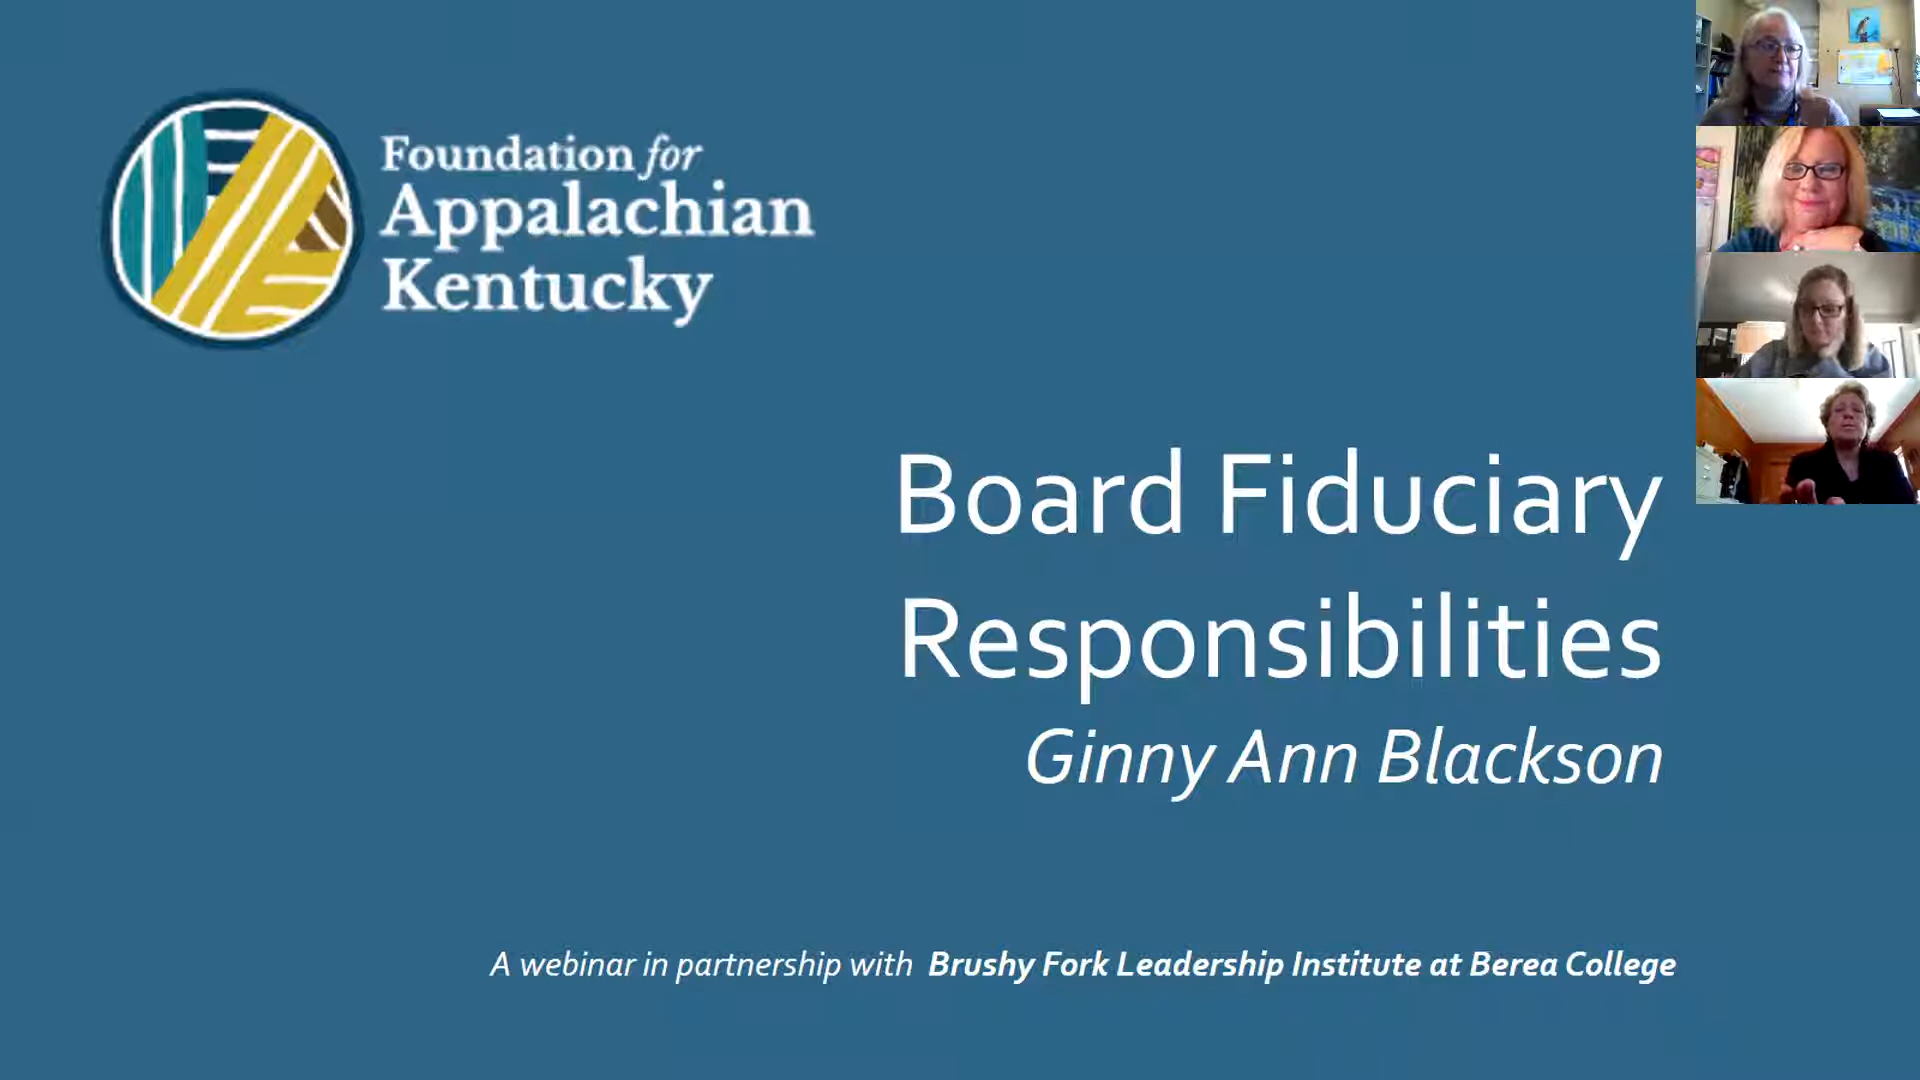 Foundation for
Appalachian
Kentucky
Board Fiduciary
Responsibilities
Ginny Ann Blackson
A webinar in partnership with Brushy Fork Leadership Institute at Berea College